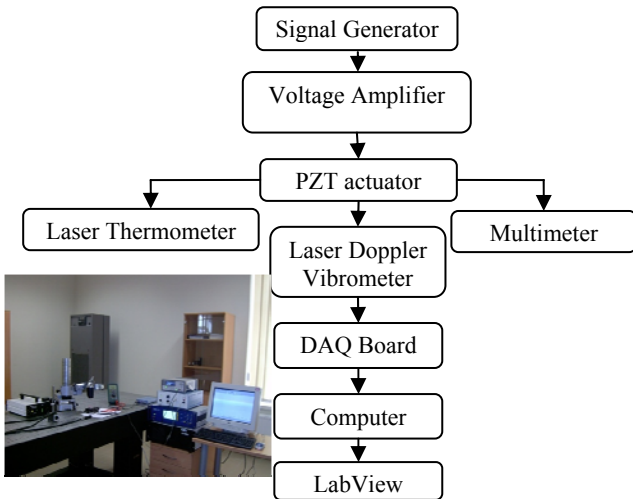 Signal Generator
Voltage Amplifier
PZT actuator
Laser Thermometer
Multimeter
Laser Doppler
Vibrometer
DAQ Board
Computer
LabView